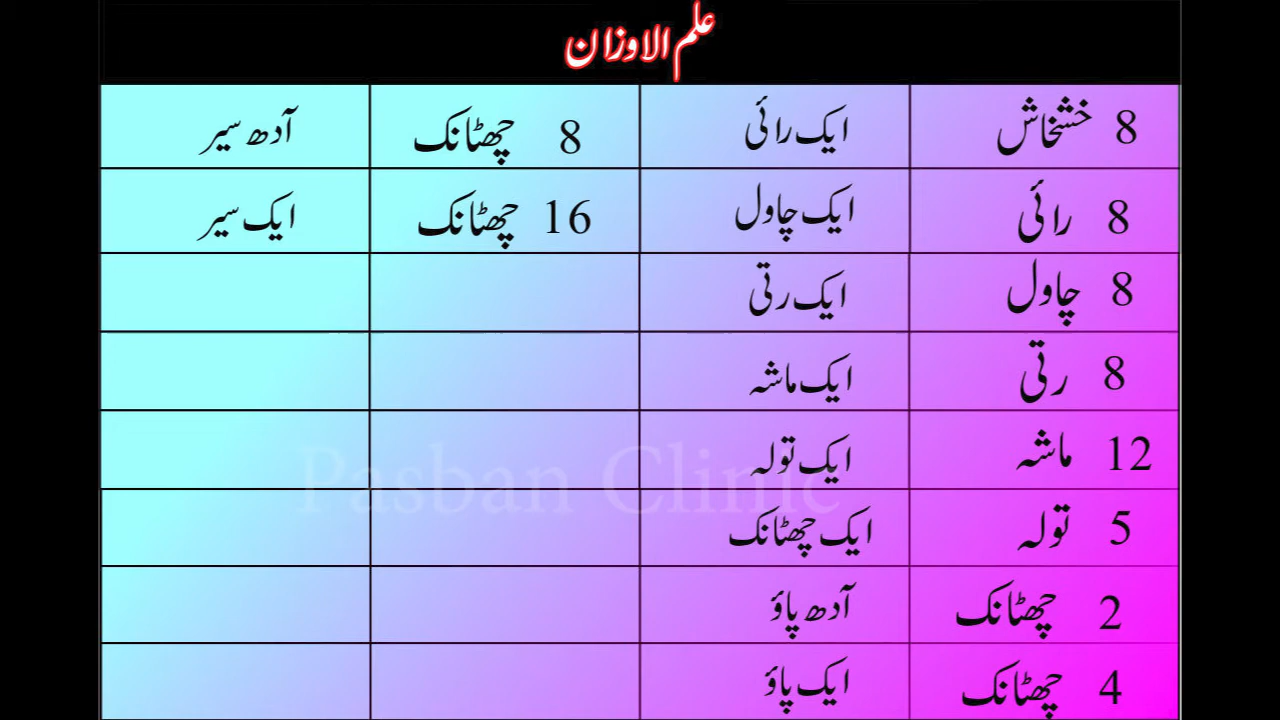 علم الاوزان
8 خشخاش ایک رائی 8 چھٹانک آدھ سیر
8 رائی ایک چاول 16 چھٹانک ایک سیر
8 چاول ایک رتی
8 رتی ایک ماشہ
12 ماشہ ایک تولہ
5 تولہ ایک چھٹانک
2 چھٹانک آدھ پاؤ
4 چھٹانک ایک پاؤ
Pasban Clinic